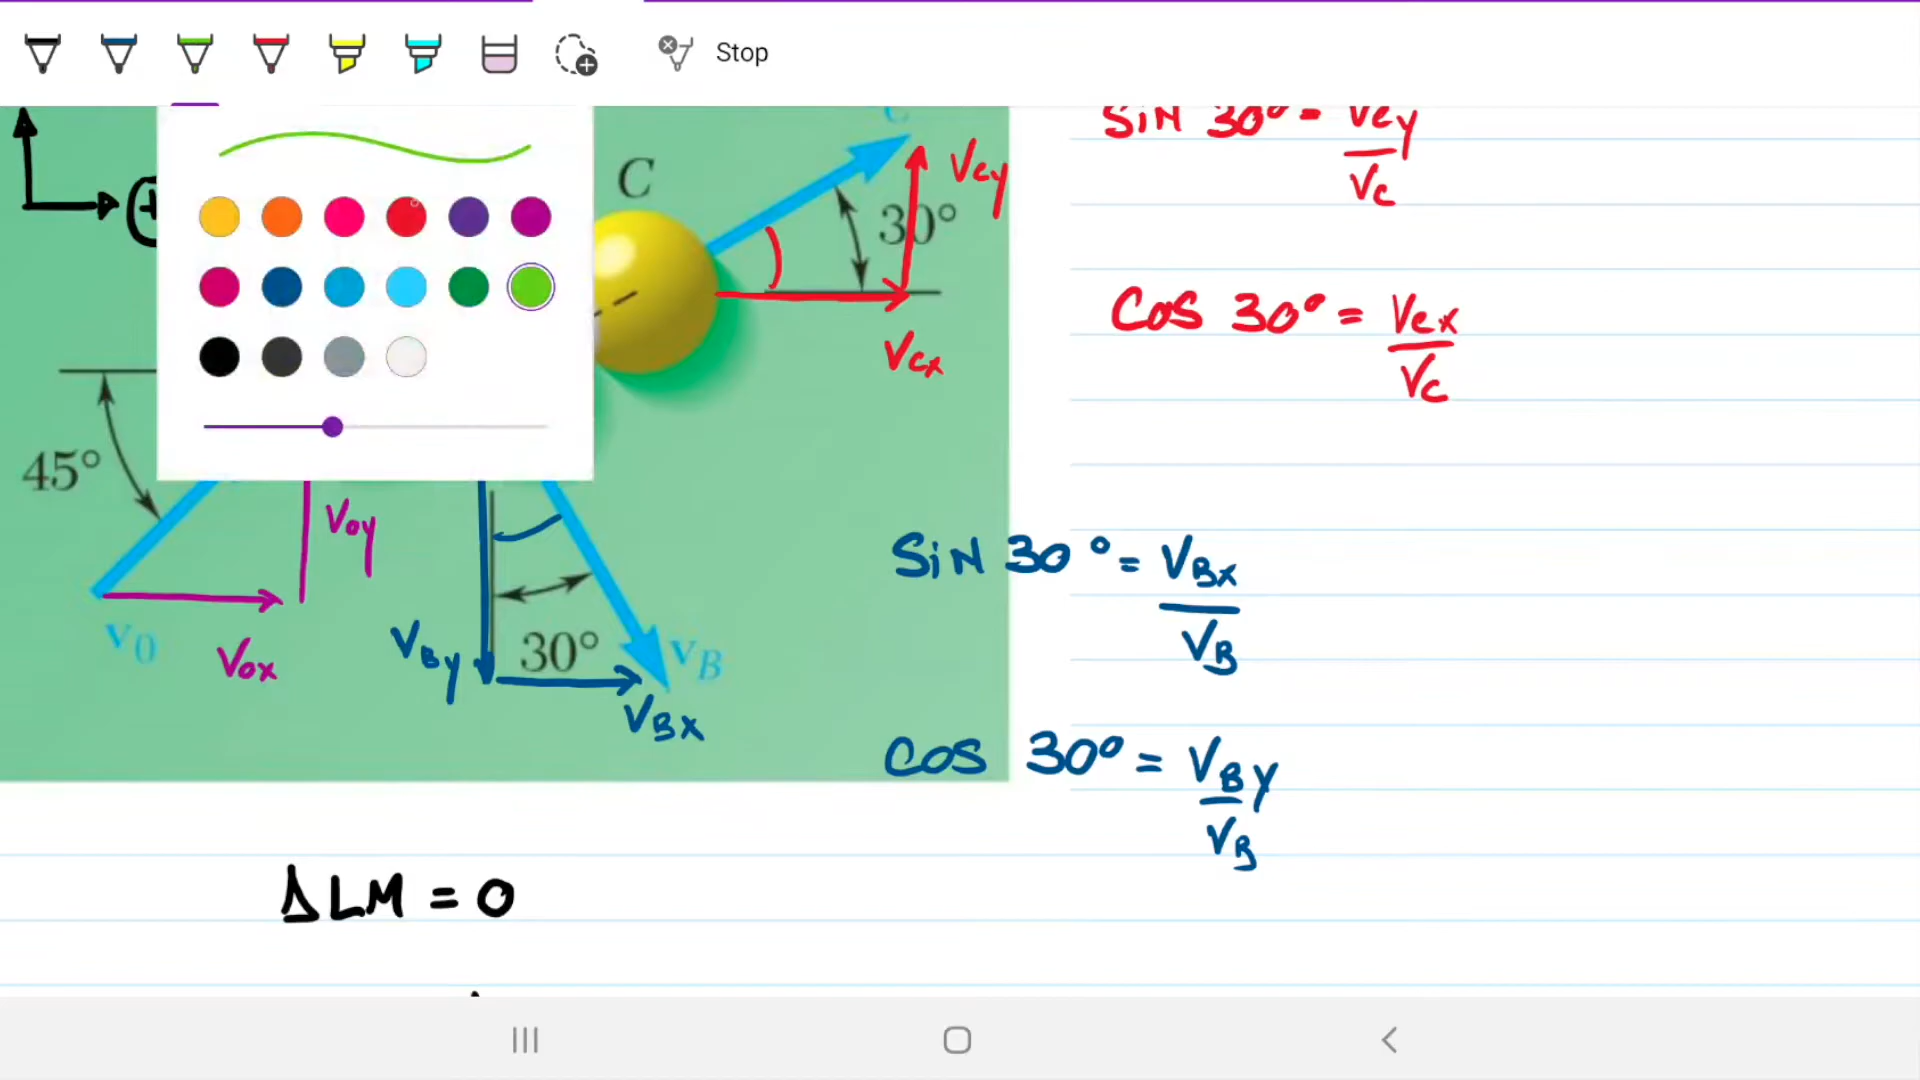 Stop
SiN 30° = Vcy
Vc
C
Vcy
30°
Cos 30° = Vcx
Vc
Vcx
45°
Voy
SiN 30° = VBx
VB
v0
Vox
VBy
30°
vB
VBx
Cos 30° = VBy
VB
ΔLM = 0